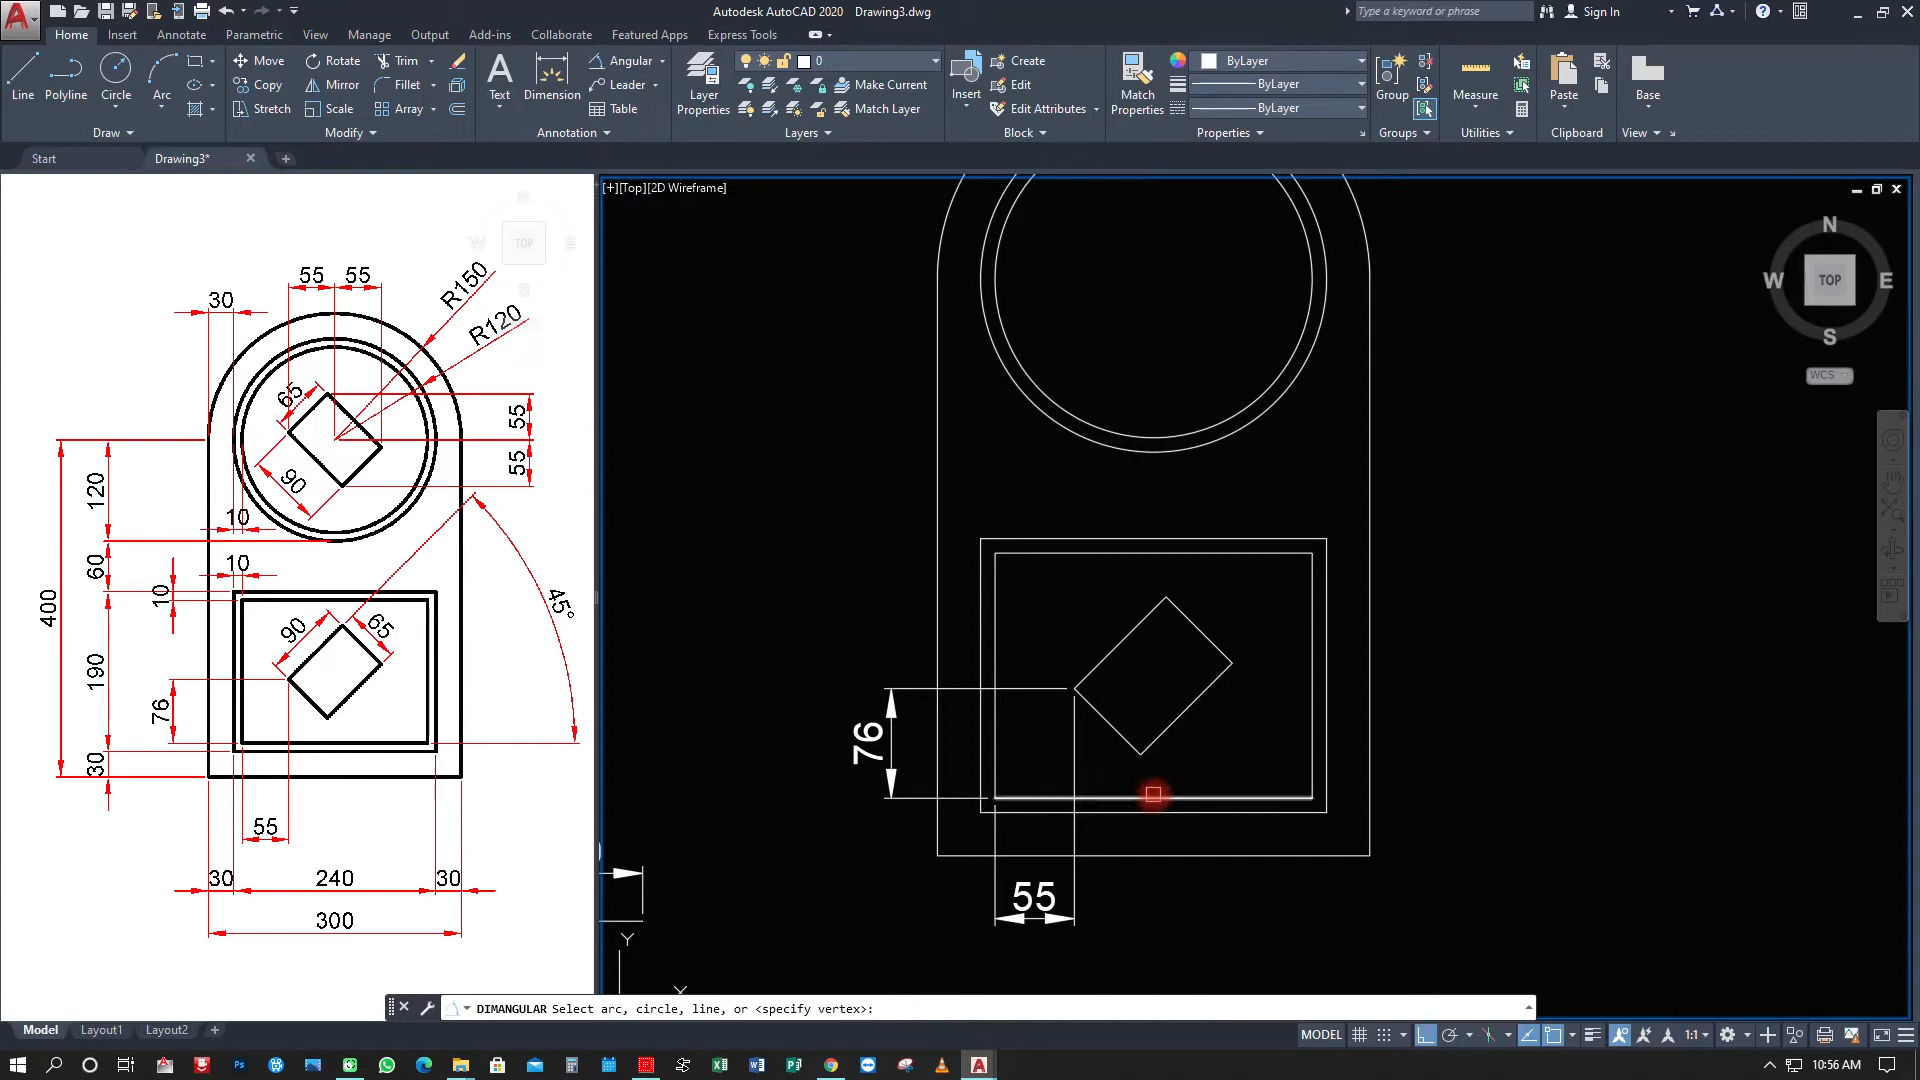 Autodesk AutoCAD 2020 Drawing3.dwg
Type a keyword or phrase
Sign In
Home Insert Annotate Parametric View Manage Output Add-ins Collaborate Featured Apps Express Tools
Line Polyline Circle Arc
Draw
Move Rotate Trim
Copy Mirror Fillet
Stretch Scale Array
Modify
Text Dimension
Angular
Leader
Table
Annotation
Layer Properties
0
Make Current
Match Layer
Layers
Insert
Create
Edit
Edit Attributes
Block
Match Properties
ByLayer
ByLayer
ByLayer
Properties
Group
Groups
Measure
Utilities
Paste
Clipboard
Base
View
Start Drawing3*
[+][Top][2D Wireframe]
N
W TOP E
S
WCS
TOP
W
55 55
R150
30
R120
65
55
55
90
120
10
10
60
10
45°
400
90 65
190
76
30
55
30 240 30
300
76
55
Y
X
DIMANGULAR Select arc, circle, line, or <specify vertex>:
Model Layout1 Layout2
MODEL
1:1
10:56 AM